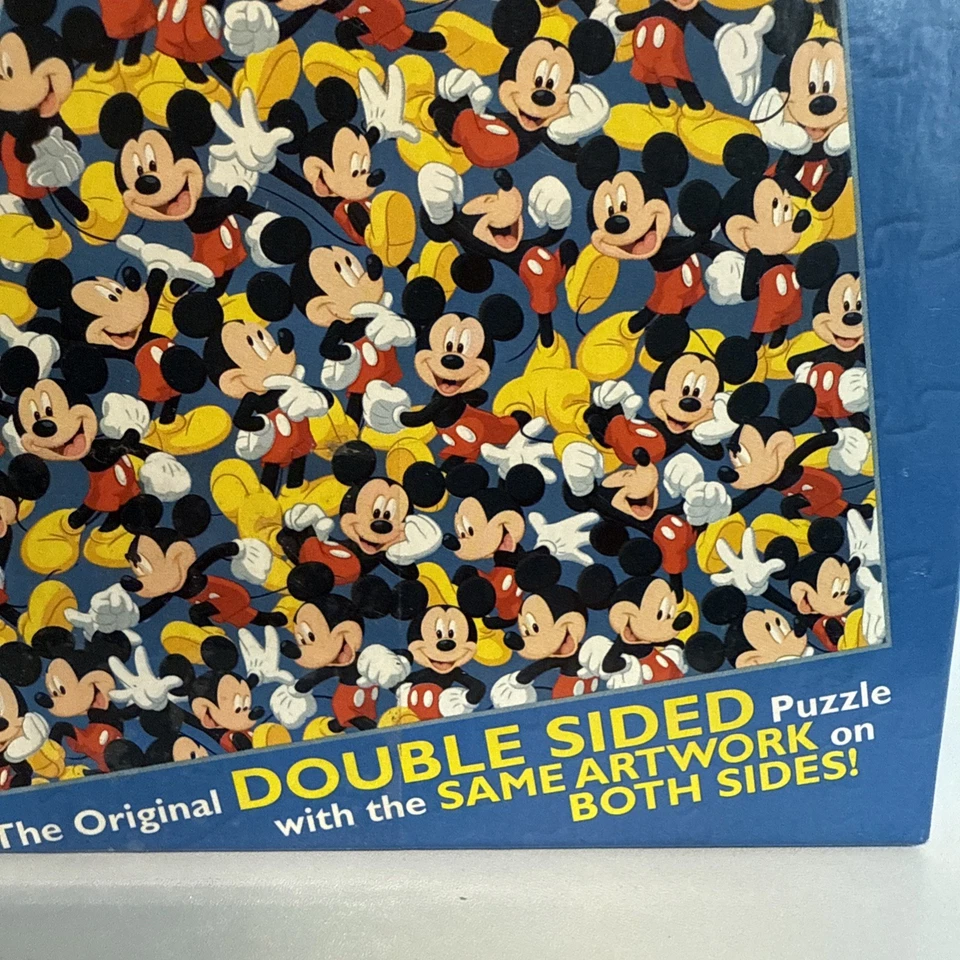 The Original DOUBLE SIDED Puzzle
with the SAME ARTWORK on
BOTH SIDES!